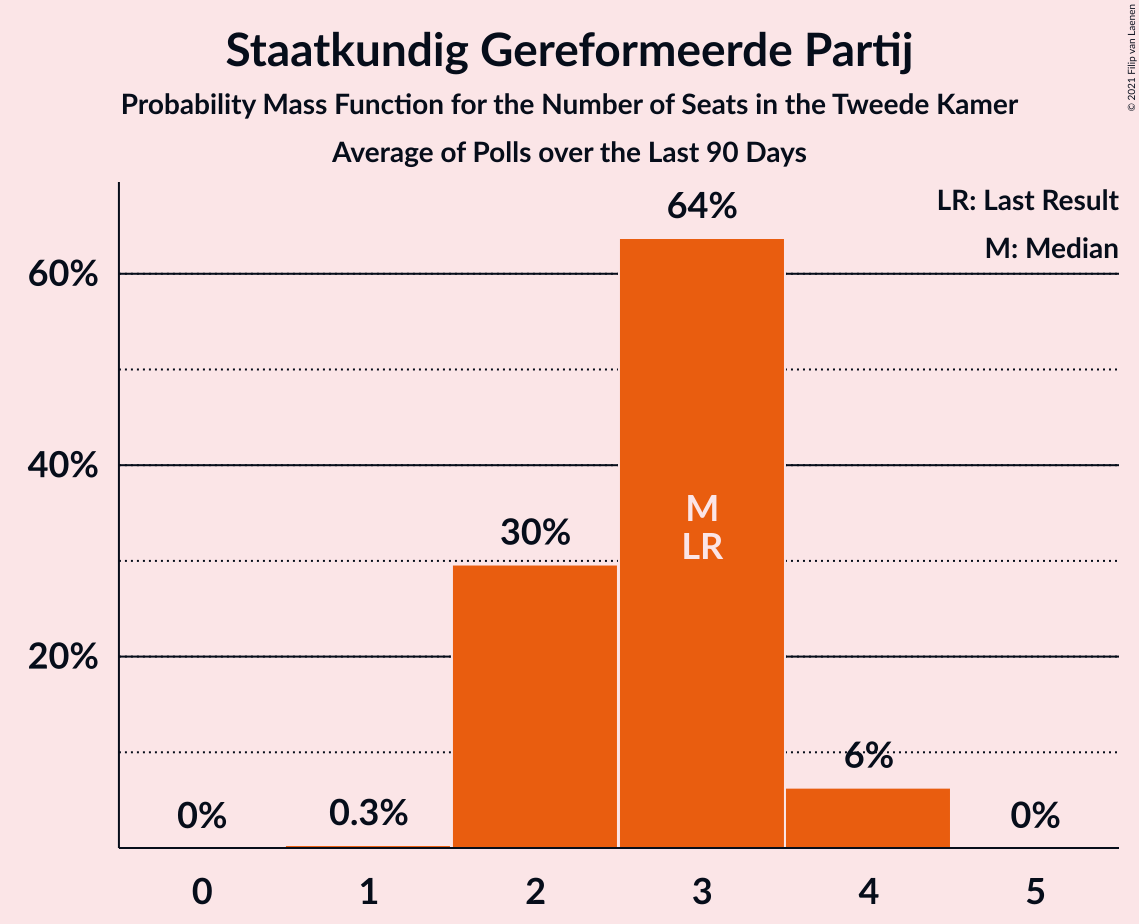 Staatkundig Gereformeerde Partij
Probability Mass Function for the Number of Seats in the Tweede Kamer
Average of Polls over the Last 90 Days
© 2021 Filip van Laenen
LR: Last Result
M: Median
64%
60%
40%
M
30%
LR
20%
6%
0%
0.3%
0%
0
1
2
3
4
5